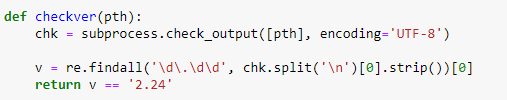 def checkver(pth):
    chk = subprocess.check_output([pth], encoding='UTF-8')
    v = re.findall('\d\.\d\d', chk.split('\n')[0].strip())[0]
    return v == '2.24'